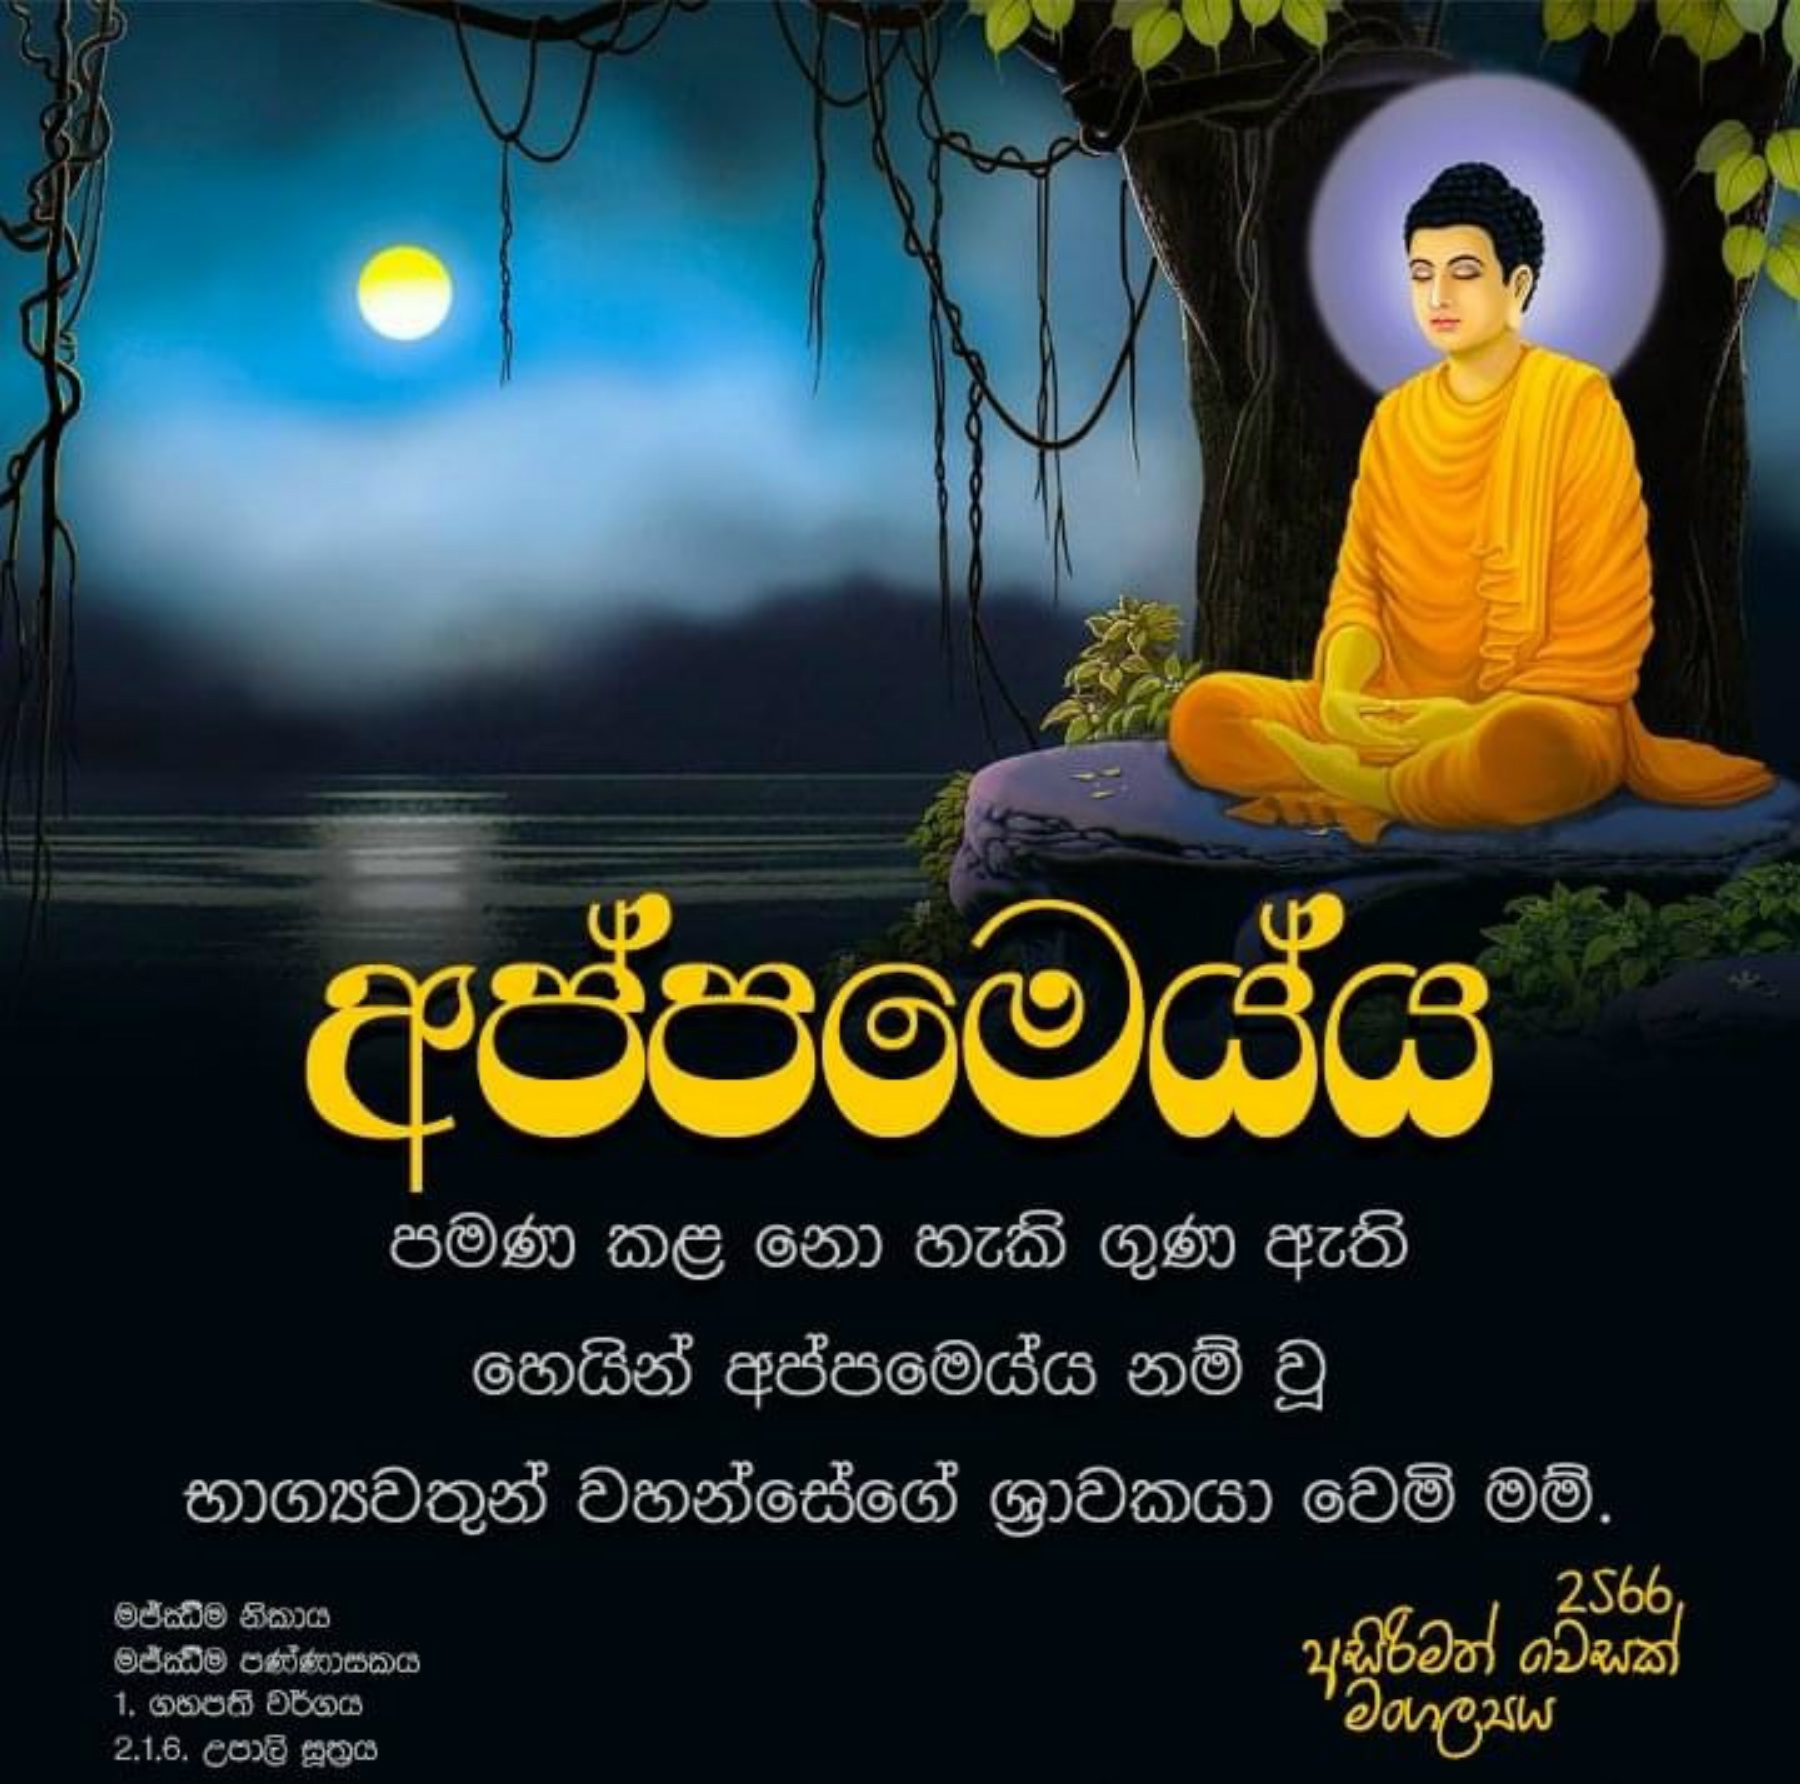 අප්පමෙය්ය
පමණ කළ නො හැකි ගුණ ඇති
හෙයින් අප්පමෙය්ය නම් වූ
භාග්‍යවතුන් වහන්සේගේ ශ්‍රාවකයා වෙමි මම්.
මජ්ඣිම නිකාය
මජ්ඣිම පණ්ණාසකය
1. ගහපති වර්ගය
2.1.6. උපාලි සූත්‍රය
2566
අසිරිමත් වෙසක්
මංගල්‍යය